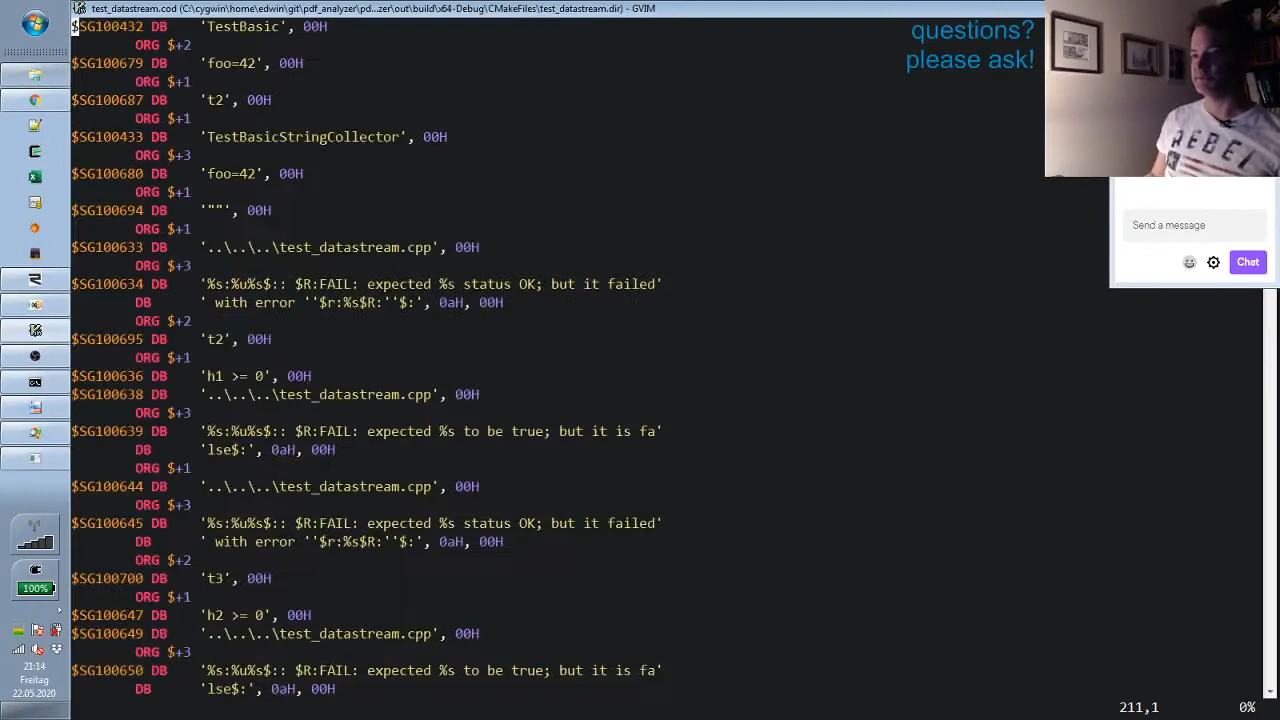 test_datastream.cod (C:\cygwin\home\edwin\git\pdf_analyzer\pd...zer\out\build\x64-Debug\CMakeFiles\test_datastream.dir) - GVIM
$SG100432 DB 'TestBasic', 00H
ORG $+2
$SG100679 DB 'foo=42', 00H
ORG $+1
$SG100687 DB 't2', 00H
ORG $+1
$SG100433 DB 'TestBasicStringCollector', 00H
ORG $+3
$SG100680 DB 'foo=42', 00H
ORG $+1
$SG100694 DB '""', 00H
ORG $+1
$SG100633 DB '..\..\..\test_datastream.cpp', 00H
ORG $+3
$SG100634 DB '%s:%u%s$:: $R:FAIL: expected %s status OK; but it failed'
DB ' with error ''$r:%s$R:''$:', 0aH, 00H
ORG $+2
$SG100695 DB 't2', 00H
ORG $+1
$SG100636 DB 'h1 >= 0', 00H
$SG100638 DB '..\..\..\test_datastream.cpp', 00H
ORG $+3
$SG100639 DB '%s:%u%s$:: $R:FAIL: expected %s to be true; but it is fa'
DB 'lse$:', 0aH, 00H
ORG $+1
$SG100644 DB '..\..\..\test_datastream.cpp', 00H
ORG $+3
$SG100645 DB '%s:%u%s$:: $R:FAIL: expected %s status OK; but it failed'
DB ' with error ''$r:%s$R:''$:', 0aH, 00H
ORG $+2
$SG100700 DB 't3', 00H
ORG $+1
$SG100647 DB 'h2 >= 0', 00H
$SG100649 DB '..\..\..\test_datastream.cpp', 00H
ORG $+3
$SG100650 DB '%s:%u%s$:: $R:FAIL: expected %s to be true; but it is fa'
DB 'lse$:', 0aH, 00H
211,1 0%
questions?
please ask!
REBEL
Send a message
Chat
100%
21:14
Freitag
22.05.2020